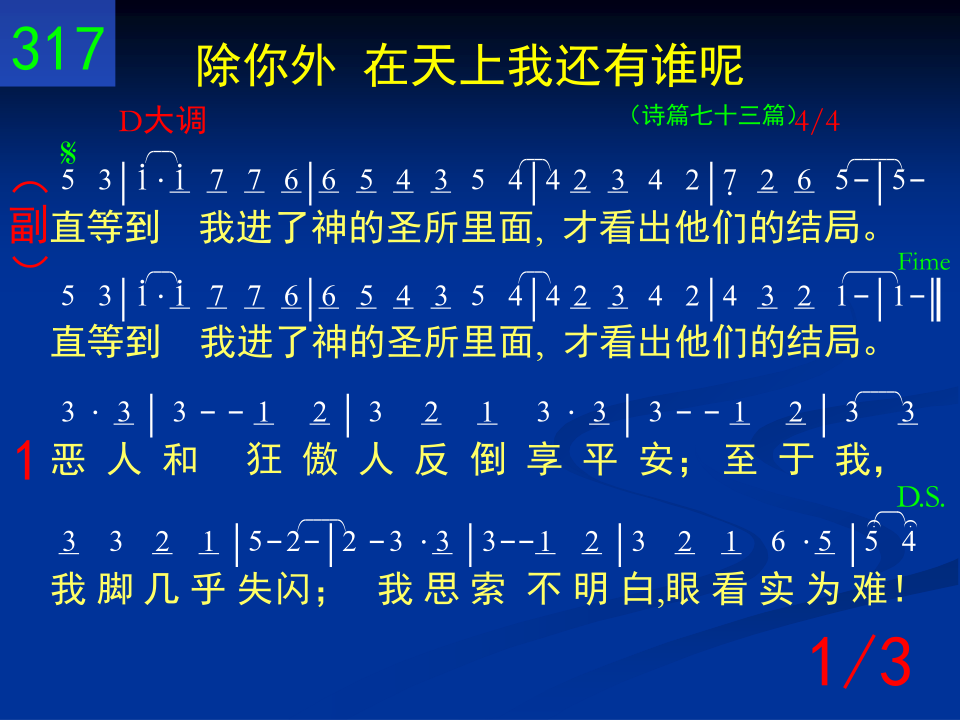 317
除你外 在天上我还有谁呢
D大调 （诗篇七十三篇）4/4
𝄋
5 3|i·i 7 7 6|6 5 4 3 5 4|4 2 3 4 2|7 2 6 5-|5-
（副）直等到 我进了神的圣所里面, 才看出他们的结局。
Fime
5 3|i·i 7 7 6|6 5 4 3 5 4|4 2 3 4 2|4 3 2 1-|1-‖
直等到 我进了神的圣所里面, 才看出他们的结局。
3·3|3--1 2|3 2 1 3·3|3--1 2|3 3
1 恶人和 狂傲人反倒享平安；至于我，
D.S.
3 3 2 1|5-2-|2-3·3|3--1 2|3 2 1 6·5|5 4
我脚几乎失闪； 我思索 不明白,眼看实为难！
1/3